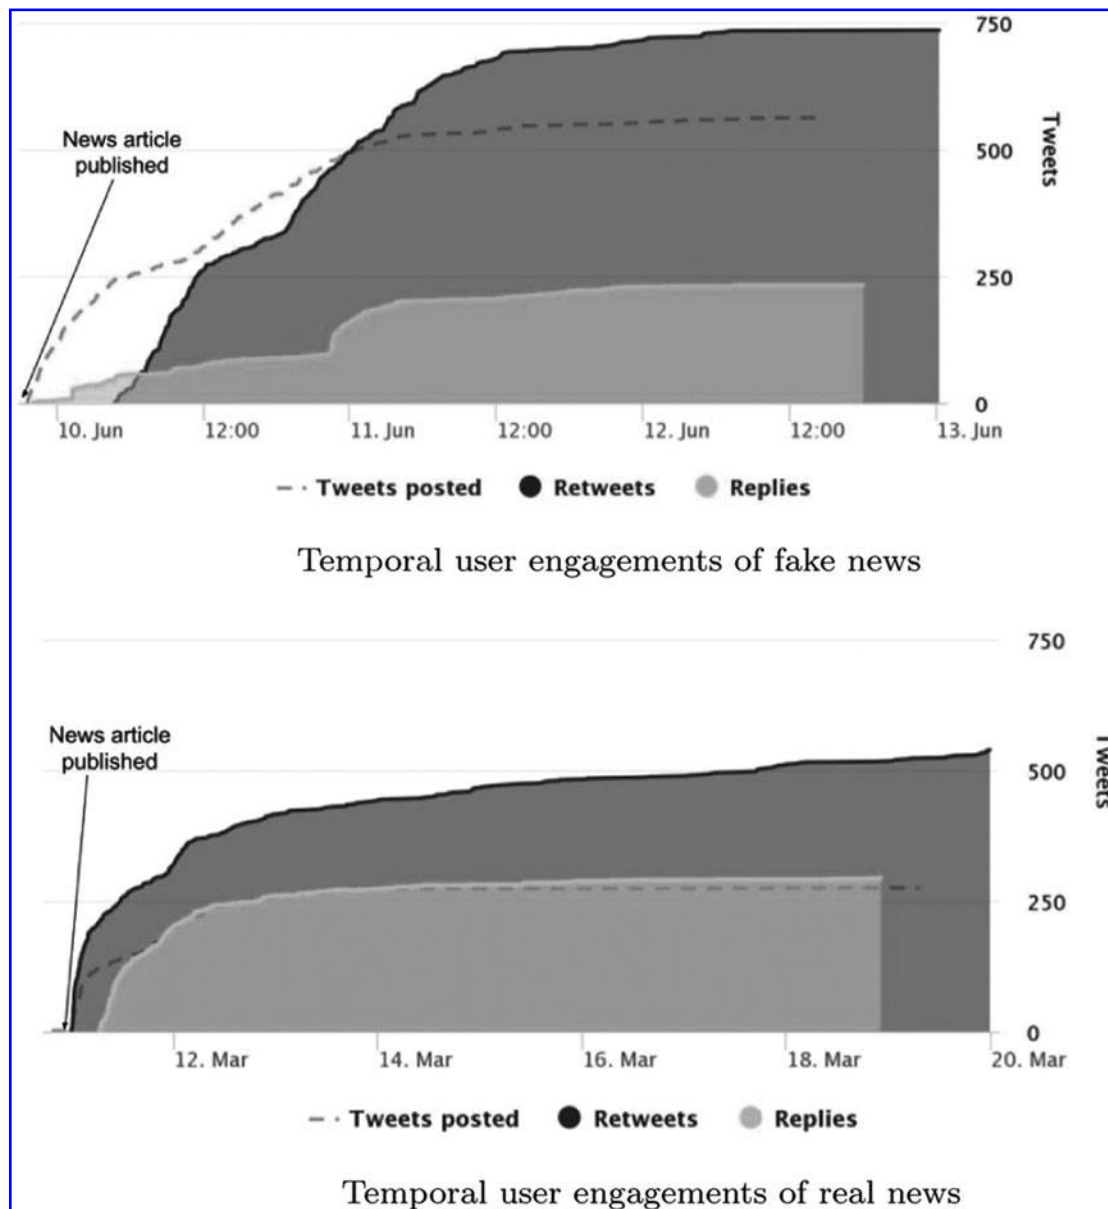 750
News article
published
Tweets
500
250
0
10. Jun
12:00
11. Jun
12:00
12. Jun
12:00
13. Jun
Tweets posted
Retweets
Replies
Temporal user engagements of fake news
750
News article
published
Tweets
500
250
0
12. Mar
14. Mar
16. Mar
18. Mar
20. Mar
Tweets posted
Retweets
Replies
Temporal user engagements of real news